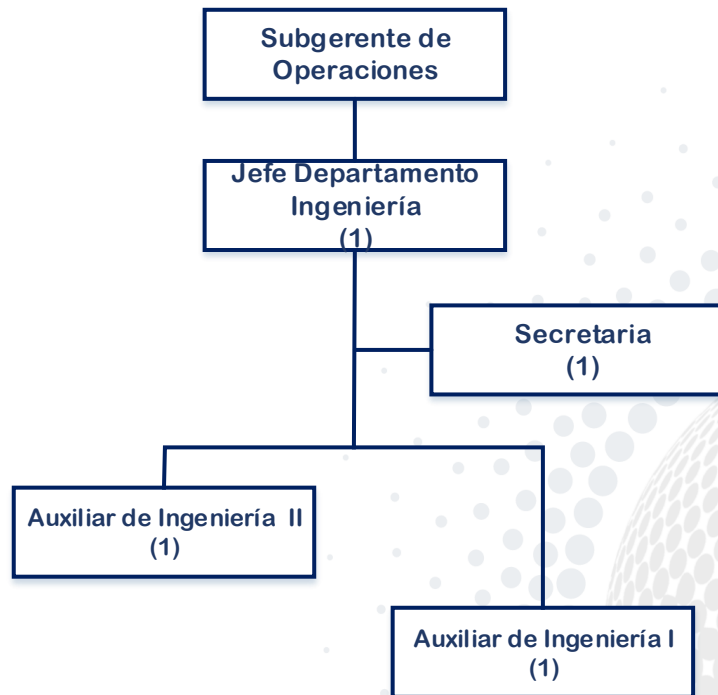 Subgerente de
Operaciones
Jefe Departamento
Ingeniería
(1)
Secretaria
(1)
Auxiliar de Ingeniería II
(1)
Auxiliar de Ingeniería I
(1)